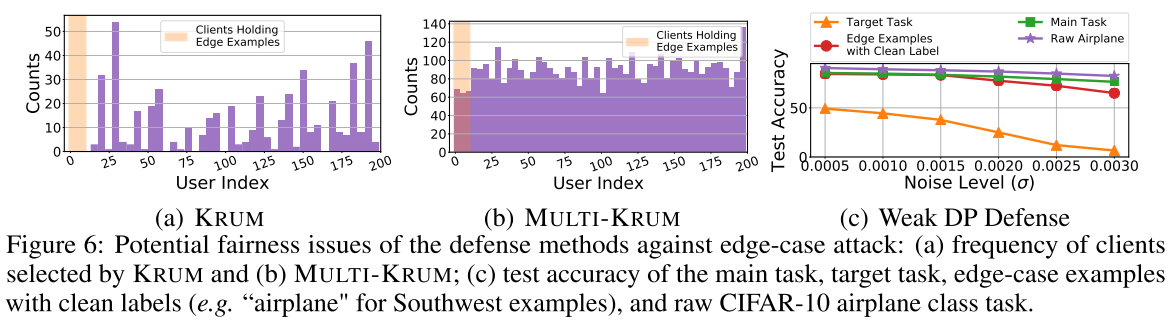 Clients Holding
Edge Examples
Counts
50
40
30
20
10
0
0
25
50
75
100
125
150
175
200
User Index
(a) KRUM
Clients Holding
Edge Examples
Counts
140
120
100
80
60
40
20
0
0
25
50
75
100
125
150
175
200
User Index
(b) MULTI-KRUM
Target Task
Edge Examples
with Clean Label
Main Task
Raw Airplane
Test Accuracy
50
0
0.0005
0.0010
0.0015
0.0020
0.0025
0.0030
Noise Level (σ)
(c) Weak DP Defense
Figure 6: Potential fairness issues of the defense methods against edge-case attack: (a) frequency of clients
selected by KRUM and (b) MULTI-KRUM; (c) test accuracy of the main task, target task, edge-case examples
with clean labels (e.g. “airplane" for Southwest examples), and raw CIFAR-10 airplane class task.